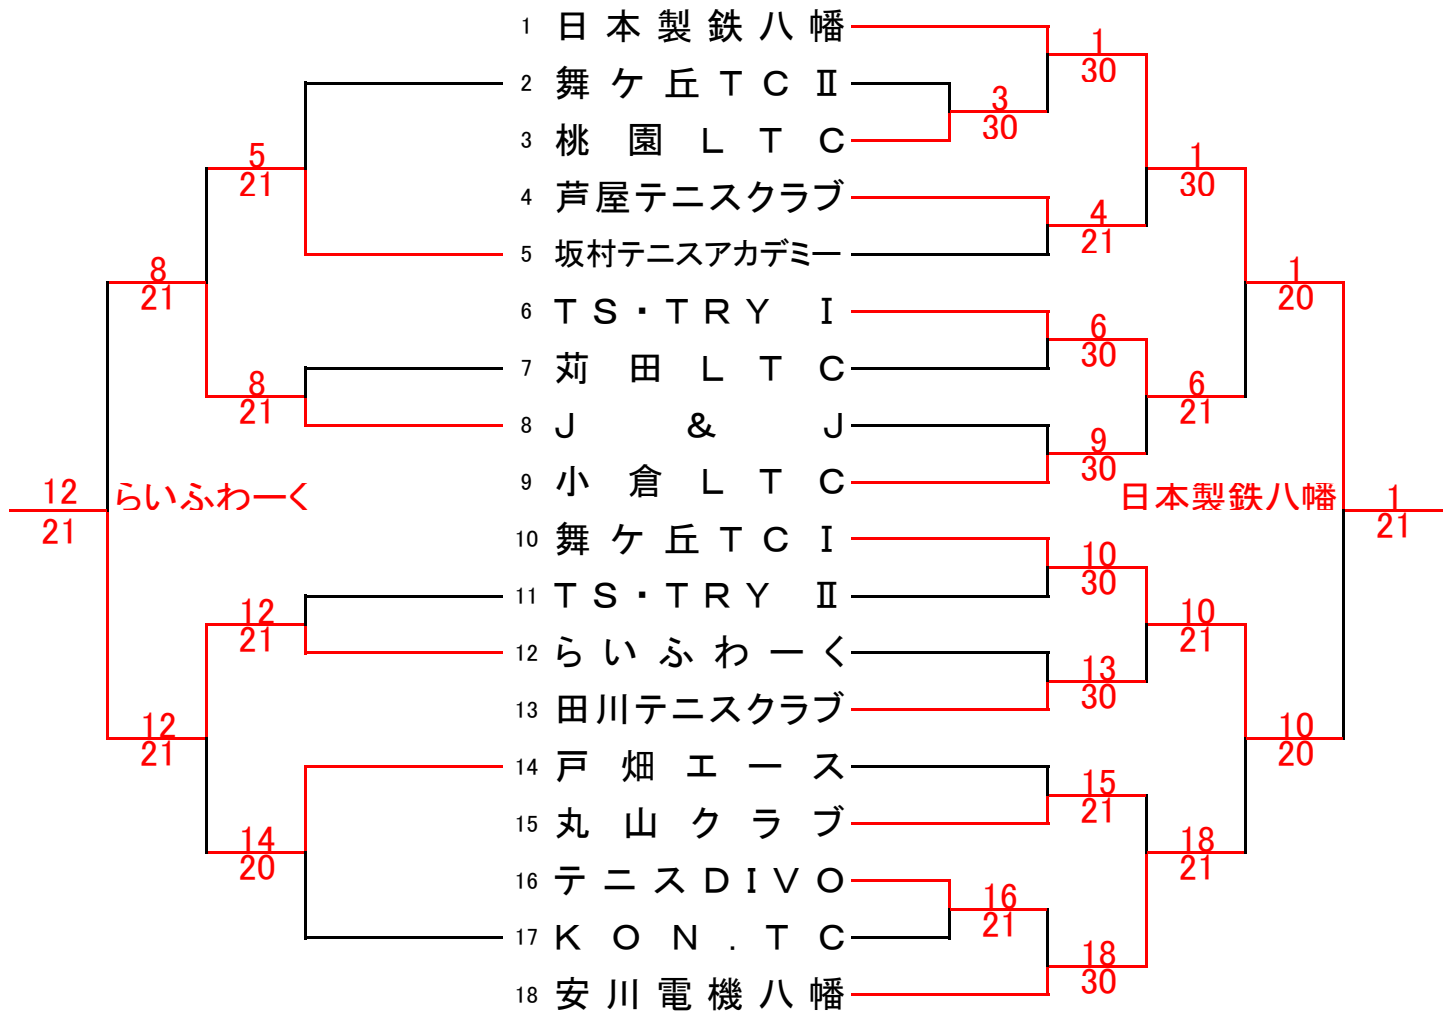 1 日本製鉄八幡
1
30
2 舞ケ丘TCⅡ
3
30
3 桃園LTC
5
21
1
30
4 芦屋テニスクラブ
4
21
5 坂村テニスアカデミー
8
21
1
20
6 TS・TRY Ⅰ
6
30
7 苅田LTC
8
21
6
21
8 J&J
9
30
9 小倉LTC
12
21
らいふわーく
日本製鉄八幡
1
21
10 舞ケ丘TCⅠ
10
30
11 TS・TRY Ⅱ
12
21
10
21
12 らいふわーく
13
30
13 田川テニスクラブ
12
21
10
20
14 戸畑エース
15
21
15 丸山クラブ
14
20
18
21
16 テニスDIVO
16
21
17 KON.TC
18
30
18 安川電機八幡